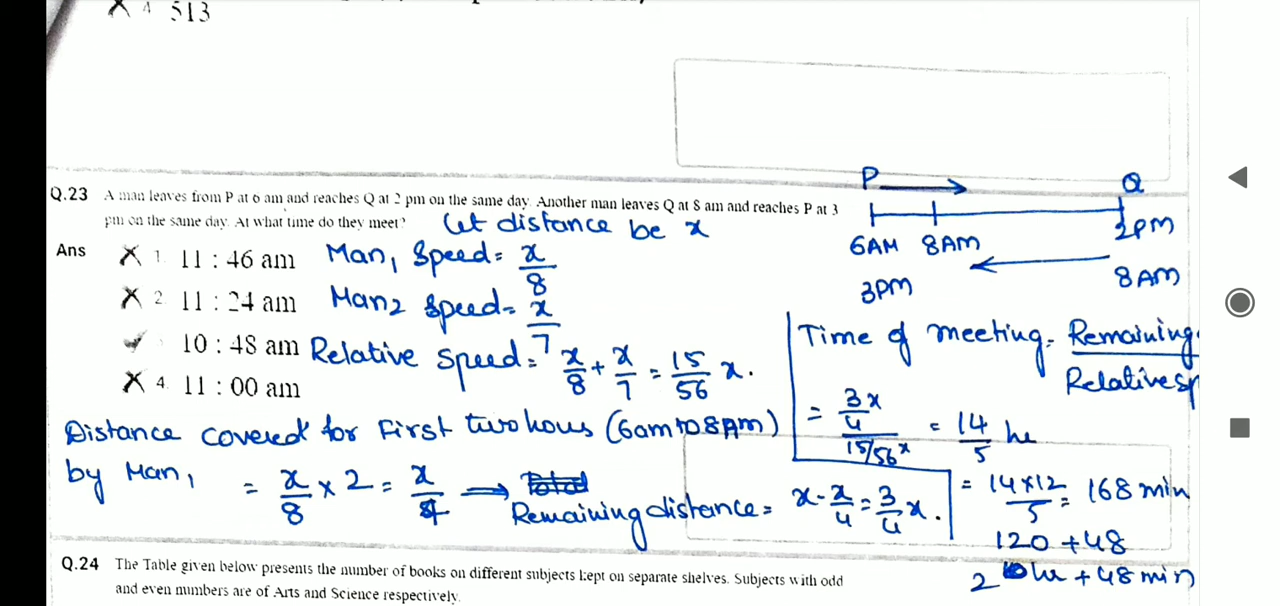 4 513
Q.23 A man leaves from P at 6 am and reaches Q at 2 pm on the same day. Another man leaves Q at 8 am and reaches P at 3
pm on the same day. At what time do they meet?
Let distance be x
P Q
6AM 8AM 2pm
3pm 8AM
Ans
1. 11 : 46 am
2. 11 : 24 am
10 : 48 am
4. 11 : 00 am
Man1 Speed = x/8
Man2 Speed = x/7
Relative speed = x/8 + x/7 = 15/56 x.
Distance covered for First two hours (6am to 8Am)
by Man1 = x/8 × 2 = x/4 → Remaining distance = x - x/4 = 3/4 x.
Time of meeting = Remaining
Relative sp
= 3x/4 / 15/56 x = 14/5 hr
= 14×12/5 = 168 min
120 + 48
2 hr + 48 min
Q.24 The Table given below presents the number of books on different subjects kept on separate shelves. Subjects with odd
and even numbers are of Arts and Science respectively.